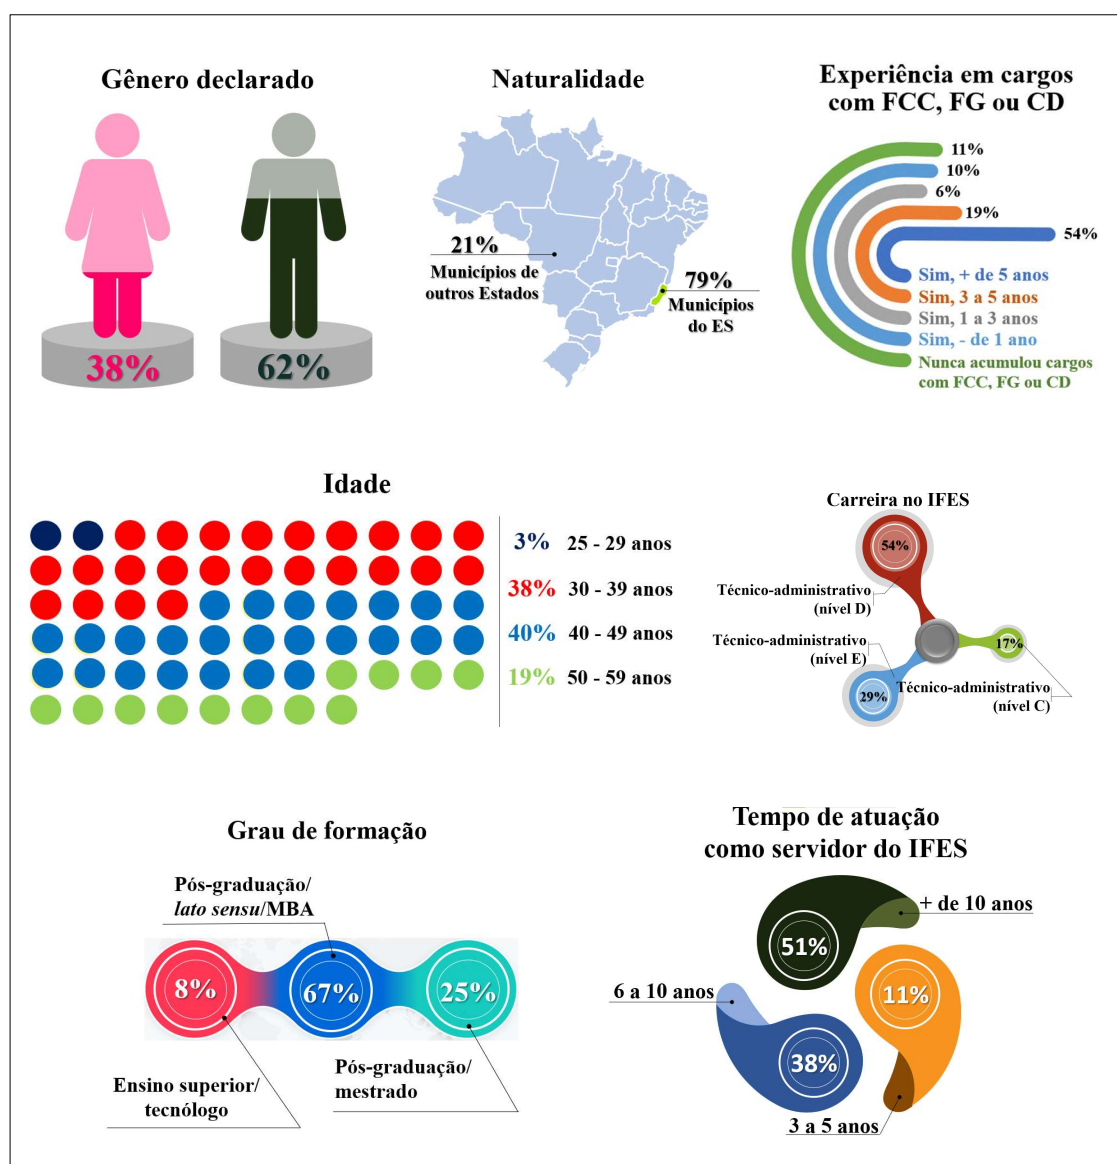 Gênero declarado
38%
62%
Naturalidade
21%
Municípios de
outros Estados
79%
Municípios
do ES
Experiência em cargos
com FCC, FG ou CD
11%
10%
6%
19%
54%
Sim, + de 5 anos
Sim, 3 a 5 anos
Sim, 1 a 3 anos
Sim, - de 1 ano
Nunca acumulou cargos
com FCC, FG ou CD
Idade
3% 25 - 29 anos
38% 30 - 39 anos
40% 40 - 49 anos
19% 50 - 59 anos
Carreira no IFES
54%
Técnico-administrativo
(nível D)
Técnico-administrativo
(nível E)
17%
29%
Técnico-administrativo
(nível C)
Grau de formação
Pós-graduação/
lato sensu/MBA
8%
67%
25%
Ensino superior/
tecnólogo
Pós-graduação/
mestrado
Tempo de atuação
como servidor do IFES
+ de 10 anos
51%
6 a 10 anos
11%
38%
3 a 5 anos